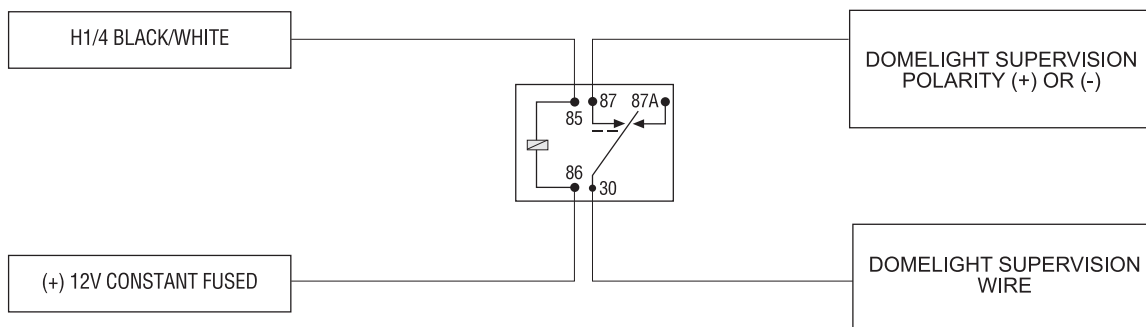 H1/4 BLACK/WHITE
DOMELIGHT SUPERVISION
POLARITY (+) OR (-)
87 87A
85
86
30
(+) 12V CONSTANT FUSED
DOMELIGHT SUPERVISION
WIRE